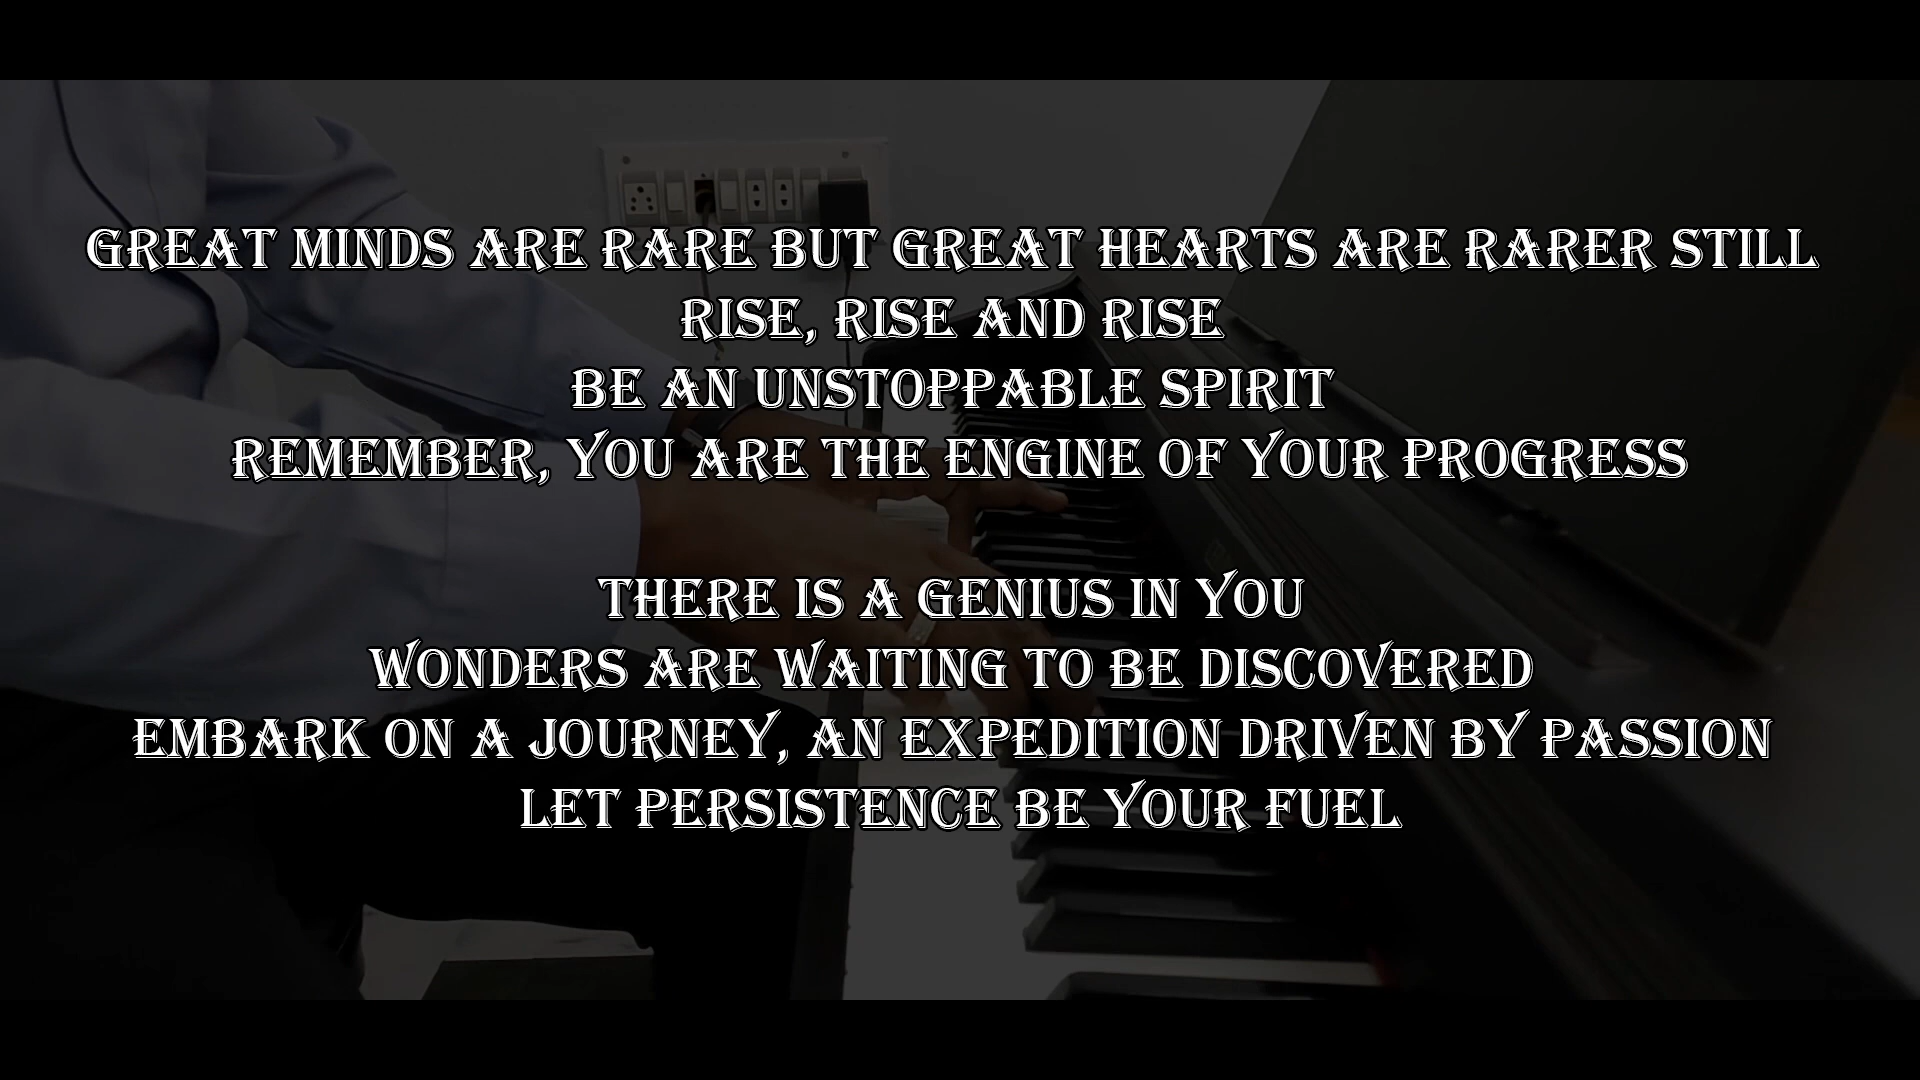 GREAT MINDS ARE RARE BUT GREAT HEARTS ARE RARER STILL
RISE, RISE AND RISE
BE AN UNSTOPPABLE SPIRIT
REMEMBER, YOU ARE THE ENGINE OF YOUR PROGRESS
THERE IS A GENIUS IN YOU
WONDERS ARE WAITING TO BE DISCOVERED
EMBARK ON A JOURNEY, AN EXPEDITION DRIVEN BY PASSION
LET PERSISTENCE BE YOUR FUEL